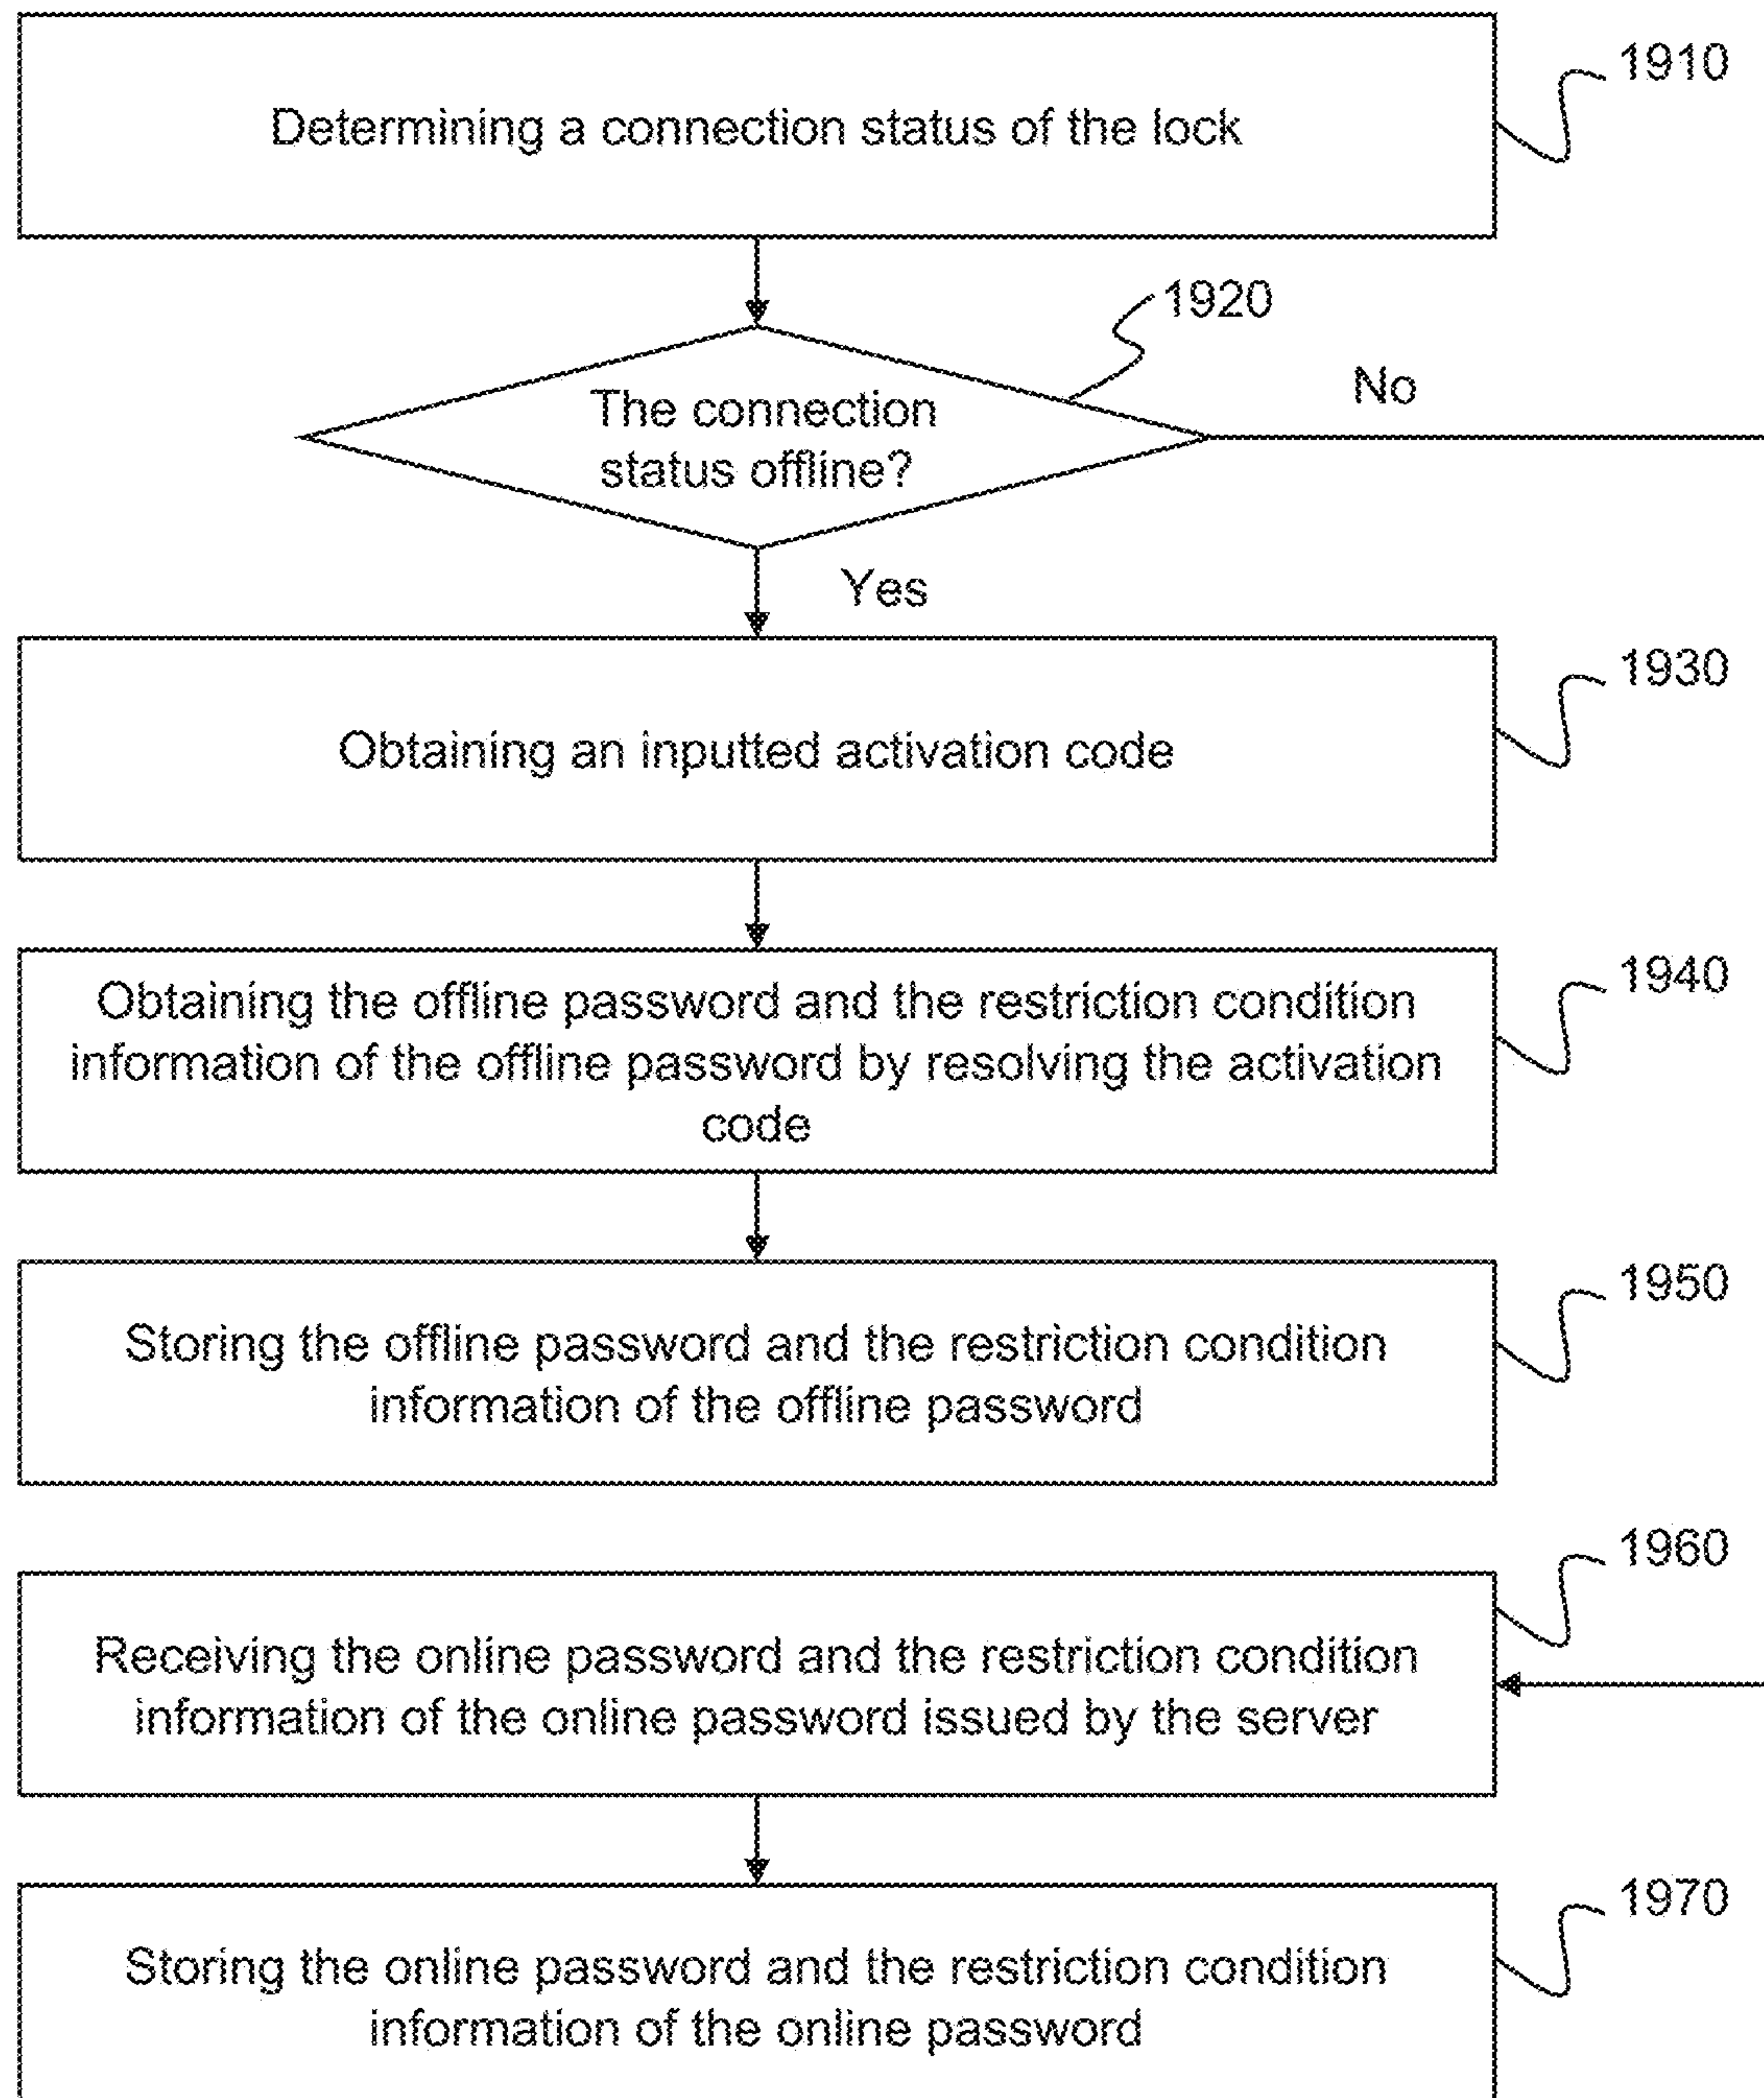 1910
Determining a connection status of the lock
1920
No
The connection
status offline?
Yes
1930
Obtaining an inputted activation code
1940
Obtaining the offline password and the restriction condition
information of the offline password by resolving the activation
code
1950
Storing the offline password and the restriction condition
information of the offline password
1960
Receiving the online password and the restriction condition
information of the online password issued by the server
1970
Storing the online password and the restriction condition
information of the online password